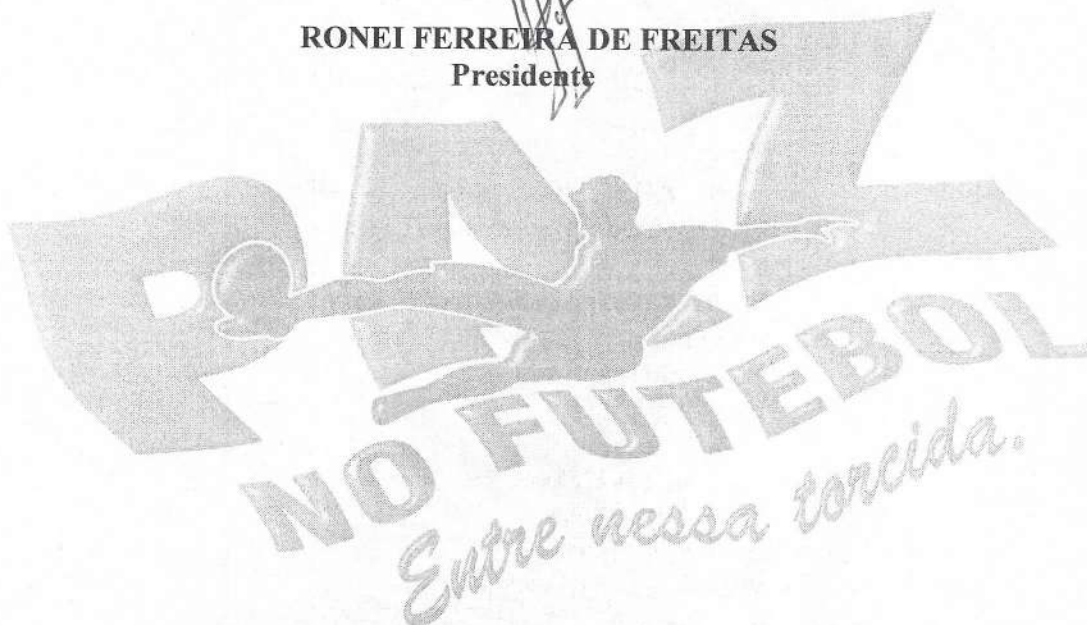 RONEI FERREIRA DE FREITAS
Presidente
PAZ
NO FUTEBOL
Entre nessa torcida.